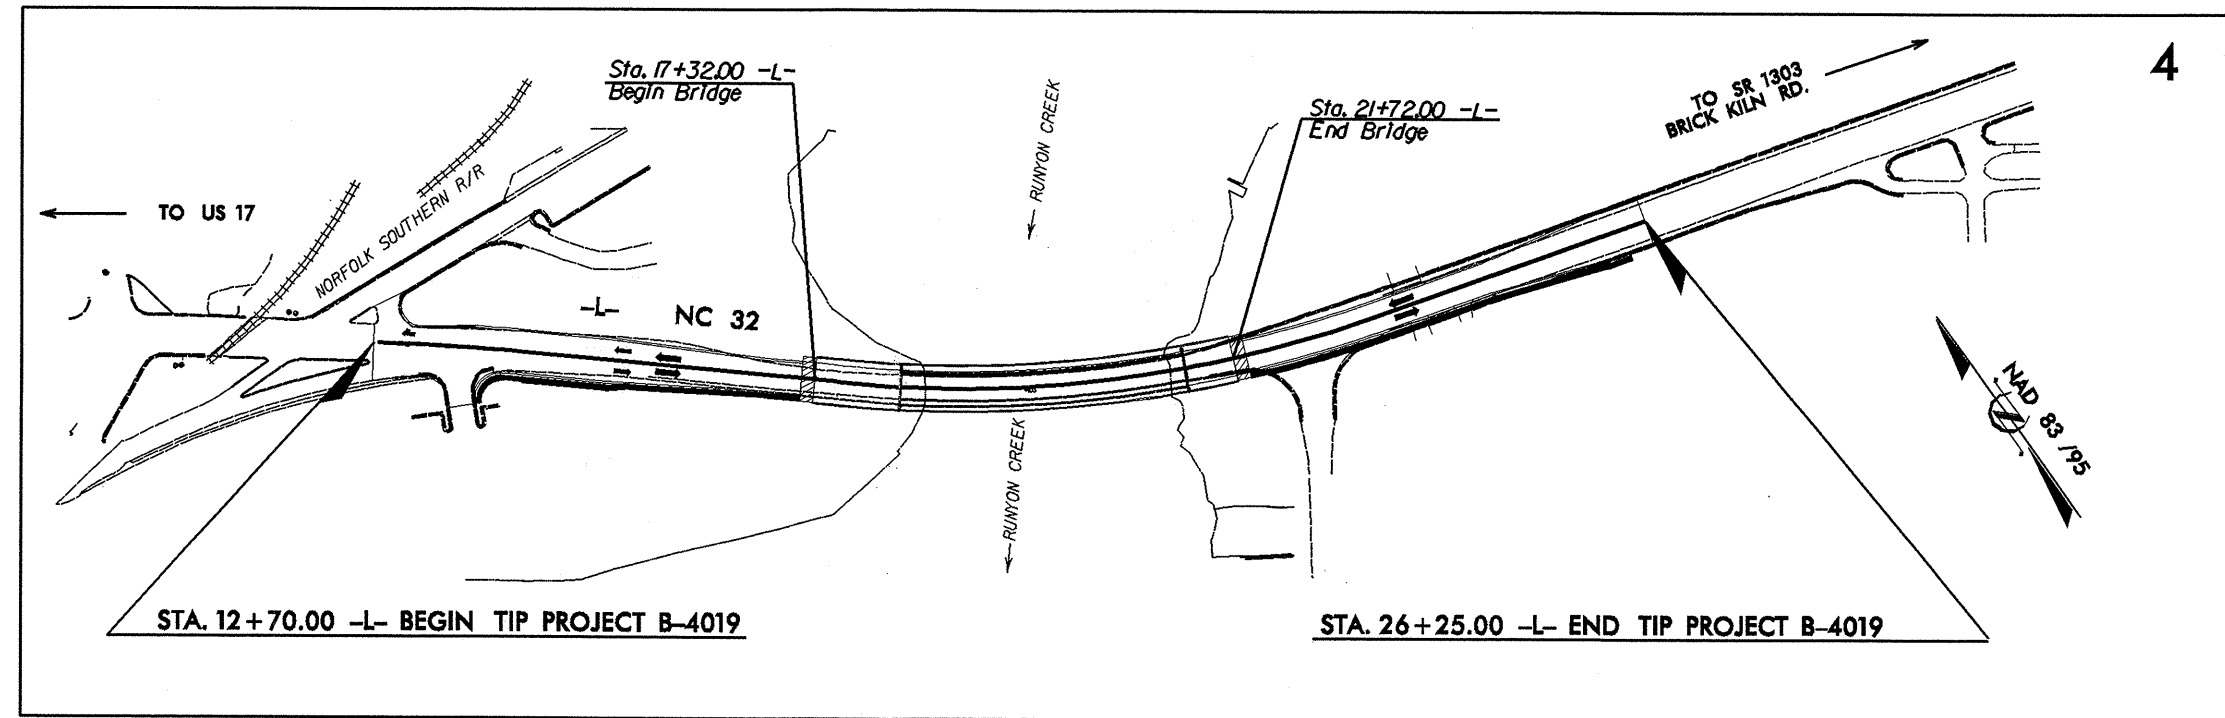 4
Sta. 17+32.00 -L-
Begin Bridge
Sta. 21+72.00 -L-
End Bridge
TO SR 1303
BRICK KILN RD.
← RUNYON CREEK
TO US 17
NORFOLK SOUTHERN R/R
-L- NC 32
← RUNYON CREEK
NAD 83 /95
STA. 12+70.00 -L- BEGIN TIP PROJECT B-4019
STA. 26+25.00 -L- END TIP PROJECT B-4019